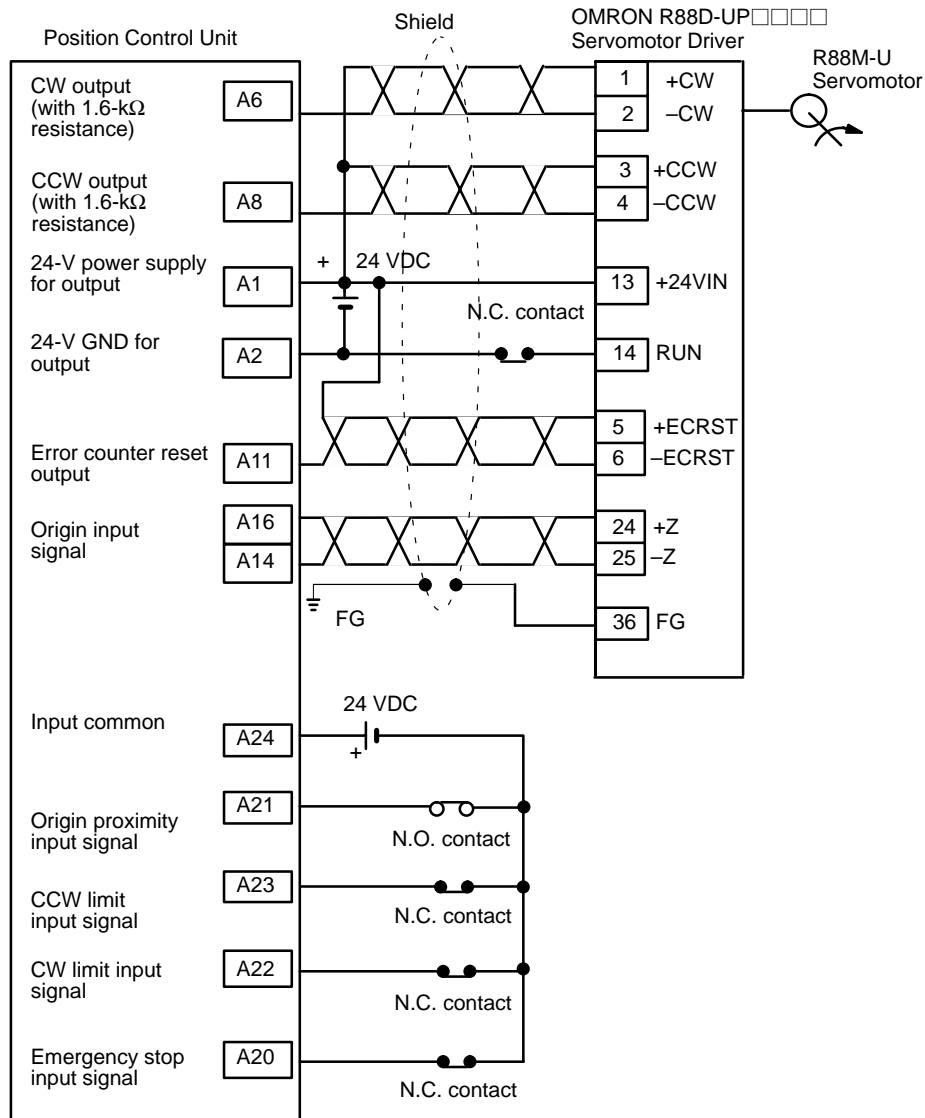 Position Control Unit
Shield
OMRON R88D-UP□□□□
Servomotor Driver
R88M-U
Servomotor
CW output
(with 1.6-kΩ
resistance)
A6
1
+CW
2
–CW
CCW output
(with 1.6-kΩ
resistance)
A8
3
+CCW
4
–CCW
24-V power supply
for output
A1
+
24 VDC
13
+24VIN
N.C. contact
24-V GND for
output
A2
14
RUN
Error counter reset
output
A11
5
+ECRST
6
–ECRST
Origin input
signal
A16
A14
24
+Z
25
–Z
FG
36
FG
Input common
A24
24 VDC
+
Origin proximity
input signal
A21
N.O. contact
CCW limit
input signal
A23
N.C. contact
CW limit input
signal
A22
N.C. contact
Emergency stop
input signal
A20
N.C. contact